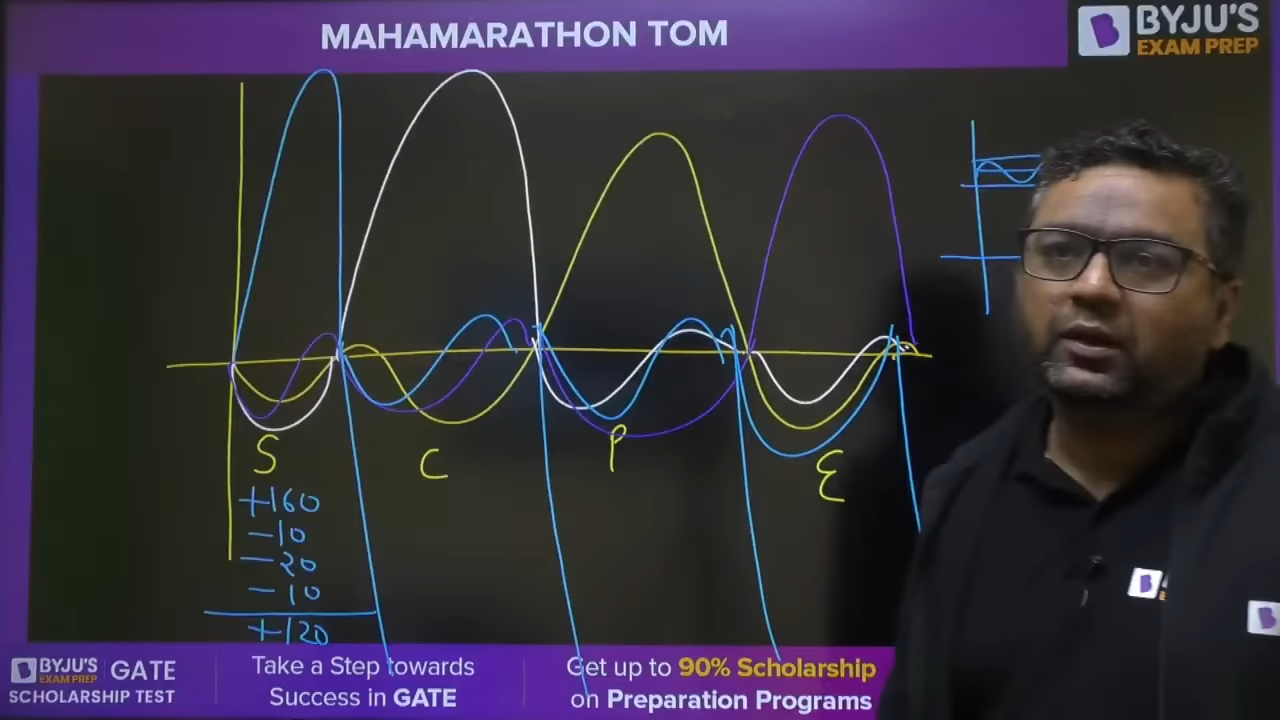 MAHAMARATHON TOM
BYJU'S
EXAM PREP
S
C
P
E
+160
-10
-20
-10
+120
BYJU'S
EXAM PREP
GATE
SCHOLARSHIP TEST
Take a Step towards
Success in GATE
Get up to 90% Scholarship
on Preparation Programs